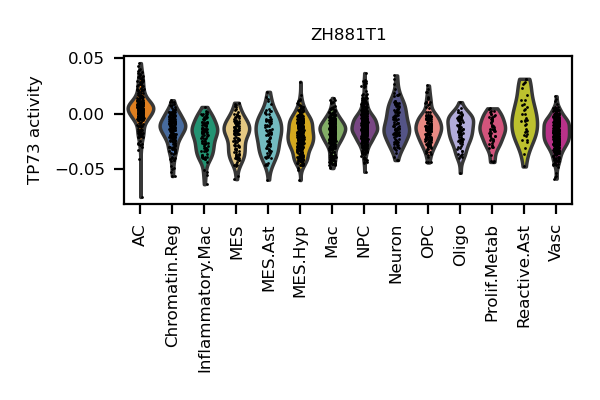 ZH881T1
TP73 activity
0.05
0.00
−0.05
AC
Chromatin.Reg
Inflammatory.Mac
MES
MES.Ast
MES.Hyp
Mac
NPC
Neuron
OPC
Oligo
Prolif.Metab
Reactive.Ast
Vasc